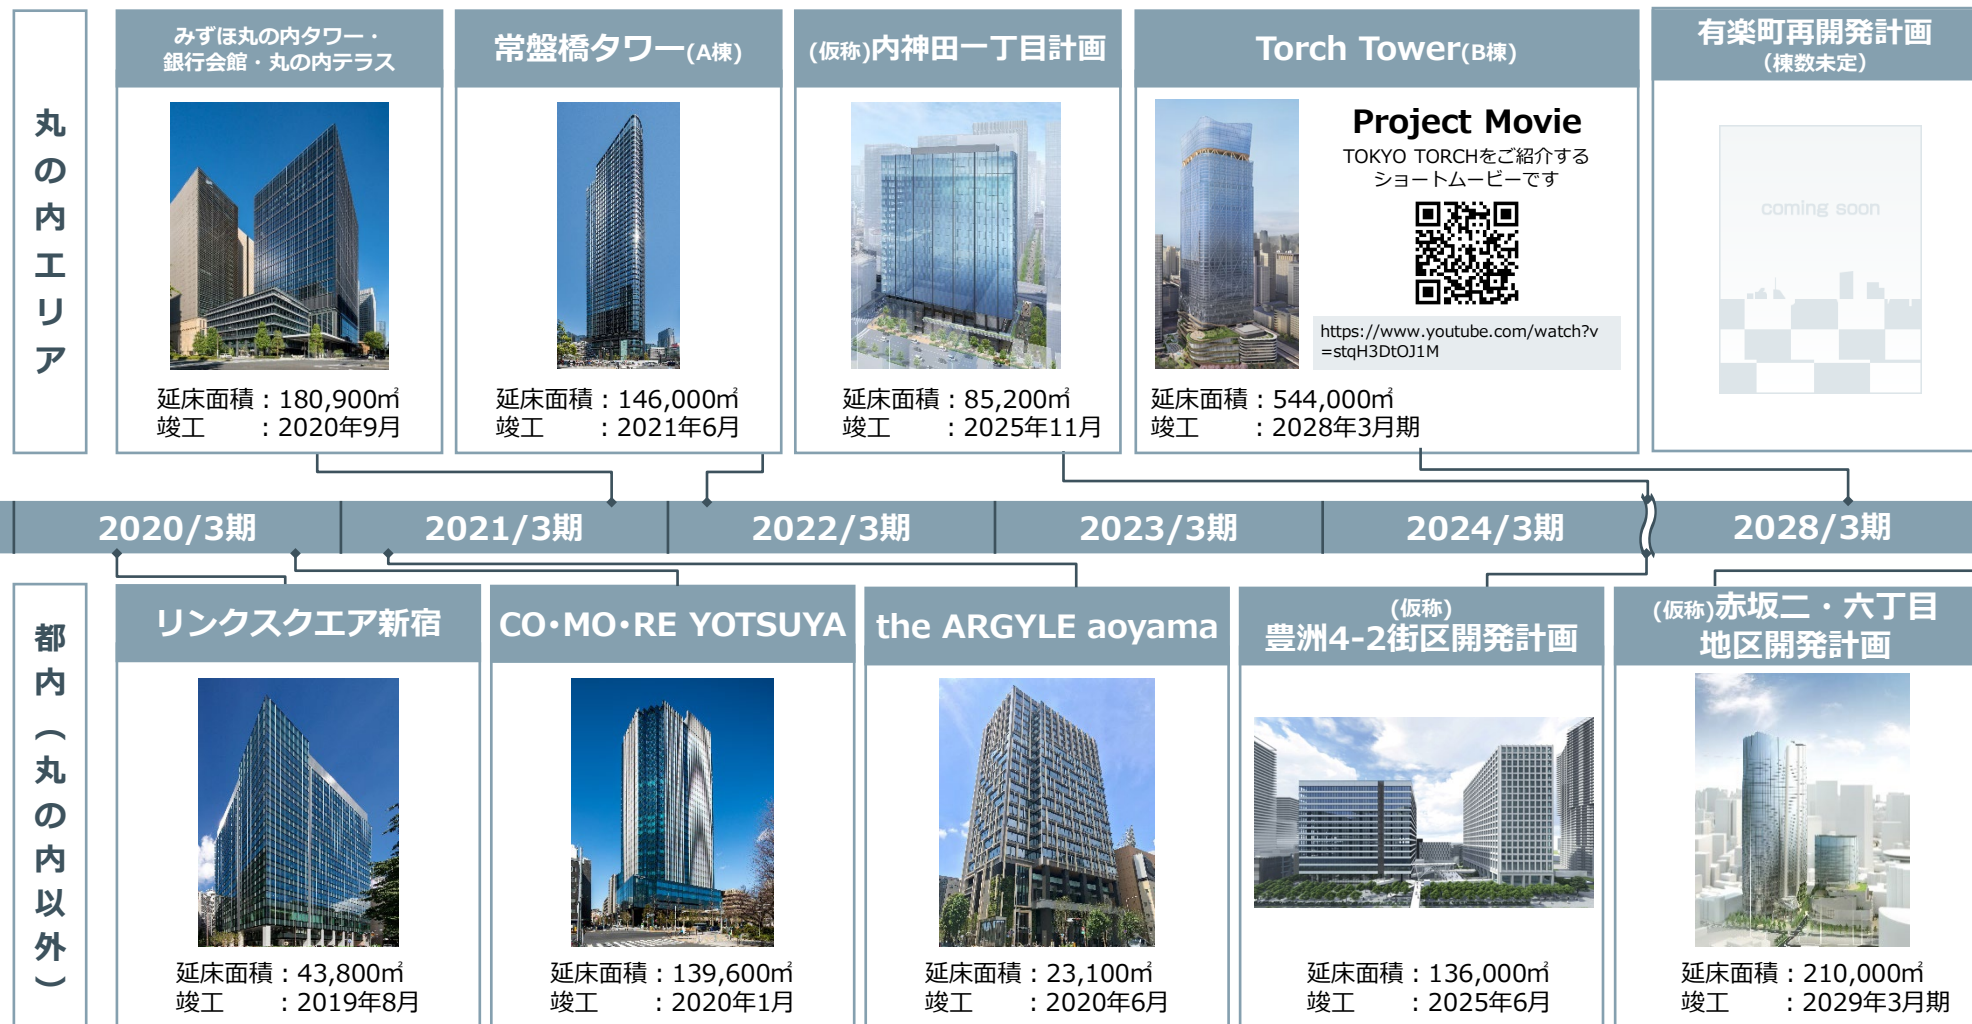 丸の内エリア
みずほ丸の内タワー・
銀行会館・丸の内テラス
延床面積：180,900㎡
竣工　　：2020年9月
常盤橋タワー(A棟)
延床面積：146,000㎡
竣工　　：2021年6月
(仮称)内神田一丁目計画
延床面積：85,200㎡
竣工　　：2025年11月
Torch Tower(B棟)
Project Movie
TOKYO TORCHをご紹介する
ショートムービーです
https://www.youtube.com/watch?v
=stqH3DtOJ1M
延床面積：544,000㎡
竣工　　：2028年3月期
有楽町再開発計画
（棟数未定）
coming soon
2020/3期
2021/3期
2022/3期
2023/3期
2024/3期
2028/3期
都内（丸の内以外）
リンクスクエア新宿
延床面積：43,800㎡
竣工　　：2019年8月
CO・MO・RE YOTSUYA
延床面積：139,600㎡
竣工　　：2020年1月
the ARGYLE aoyama
延床面積：23,100㎡
竣工　　：2020年6月
(仮称)
豊洲4-2街区開発計画
延床面積：136,000㎡
竣工　　：2025年6月
(仮称)赤坂二・六丁目
地区開発計画
延床面積：210,000㎡
竣工　　：2029年3月期